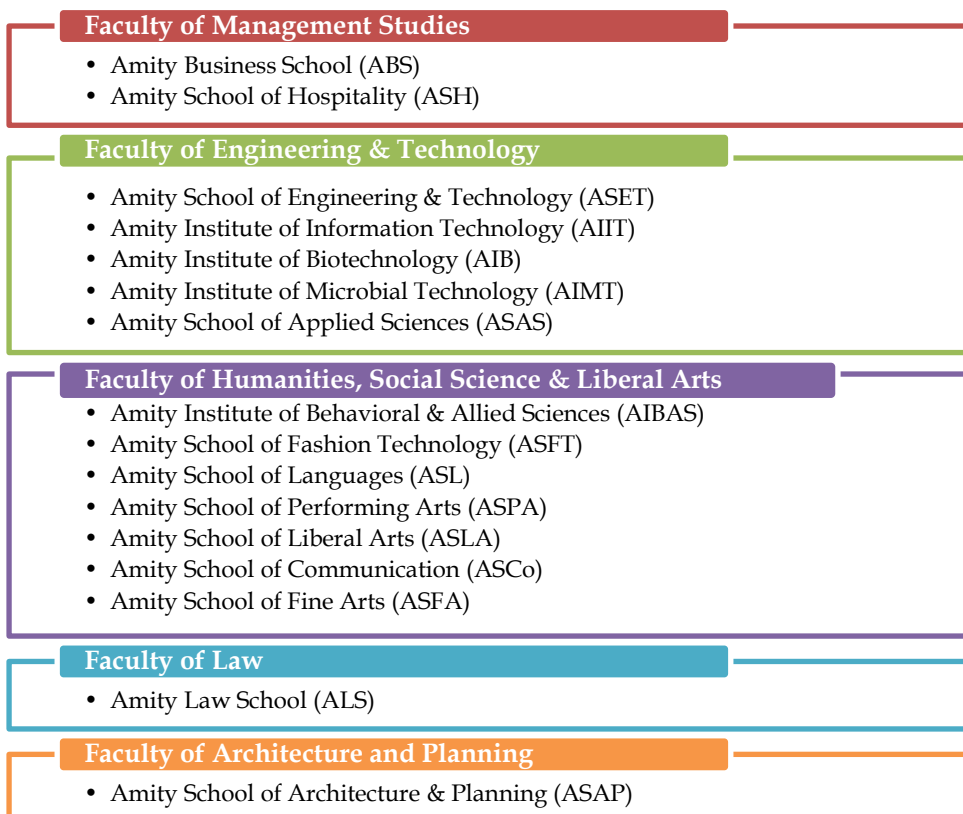 Faculty of Management Studies
• Amity Business School (ABS)
• Amity School of Hospitality (ASH)
Faculty of Engineering & Technology
• Amity School of Engineering & Technology (ASET)
• Amity Institute of Information Technology (AIIT)
• Amity Institute of Biotechnology (AIB)
• Amity Institute of Microbial Technology (AIMT)
• Amity School of Applied Sciences (ASAS)
Faculty of Humanities, Social Science & Liberal Arts
• Amity Institute of Behavioral & Allied Sciences (AIBAS)
• Amity School of Fashion Technology (ASFT)
• Amity School of Languages (ASL)
• Amity School of Performing Arts (ASPA)
• Amity School of Liberal Arts (ASLA)
• Amity School of Communication (ASCo)
• Amity School of Fine Arts (ASFA)
Faculty of Law
• Amity Law School (ALS)
Faculty of Architecture and Planning
• Amity School of Architecture & Planning (ASAP)